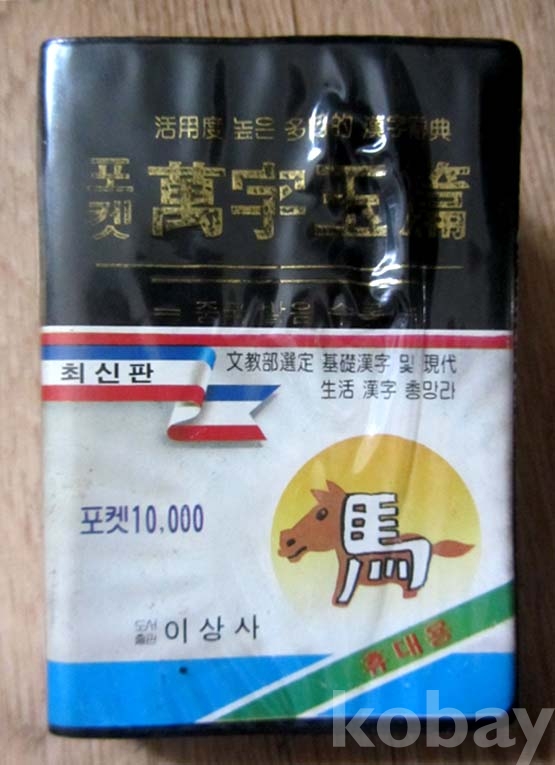 活用度 높은 多目的 漢字辭典
포켓 萬字玉篇
최신판
文教部選定 基礎漢字 및 現代
生活 漢字 총망라
포켓10,000
馬
도서출판 이상사
휴대용
kobay